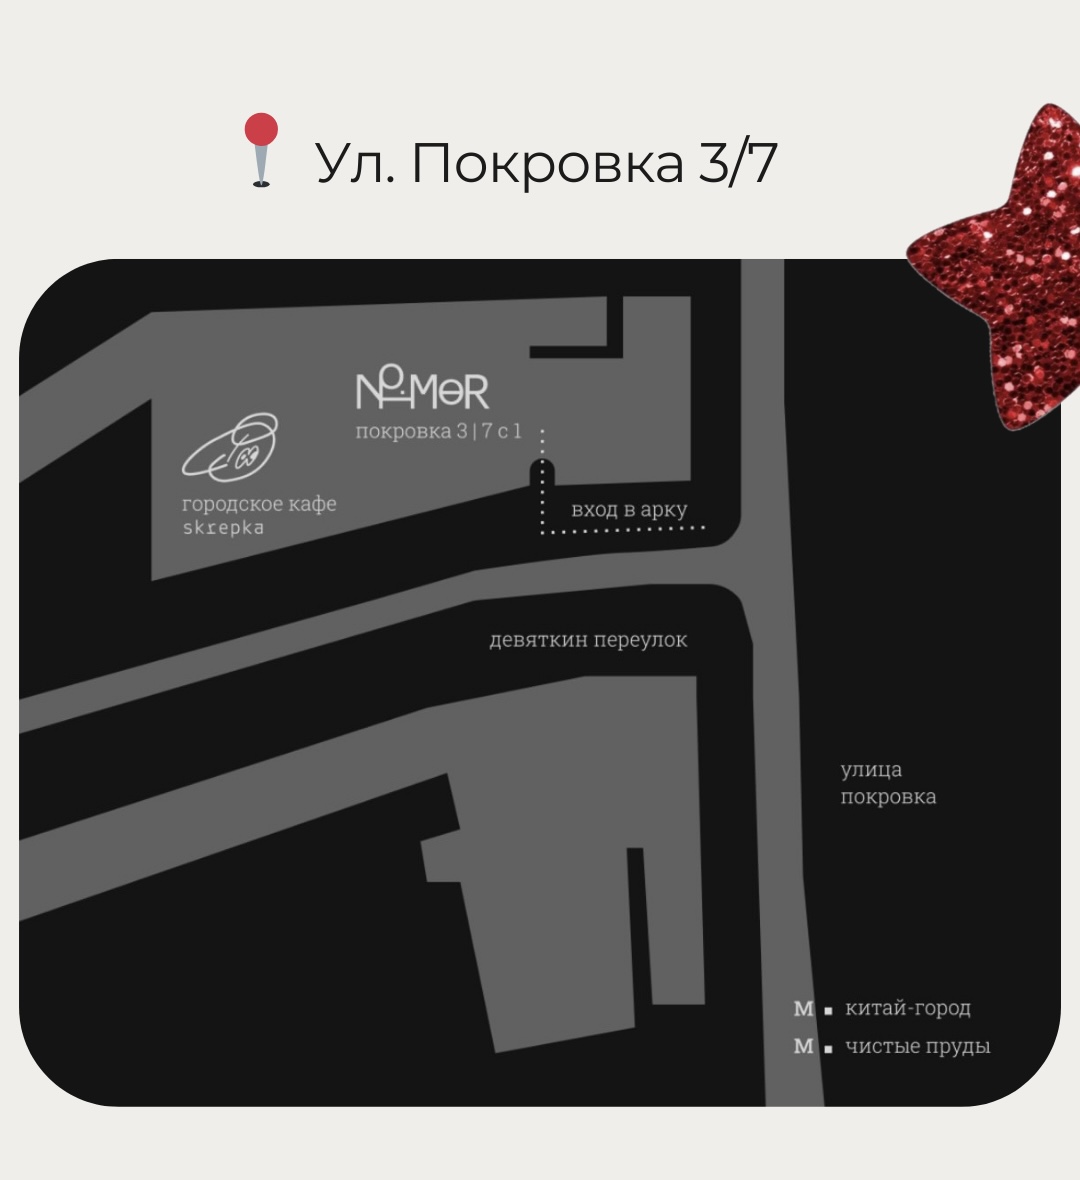 Ул. Покровка 3/7
NOMER
покровка 3 | 7 с 1
городское кафе
skrepka
вход в арку
девяткин переулок
улица
покровка
М ▪ китай-город
М ▪ чистые пруды